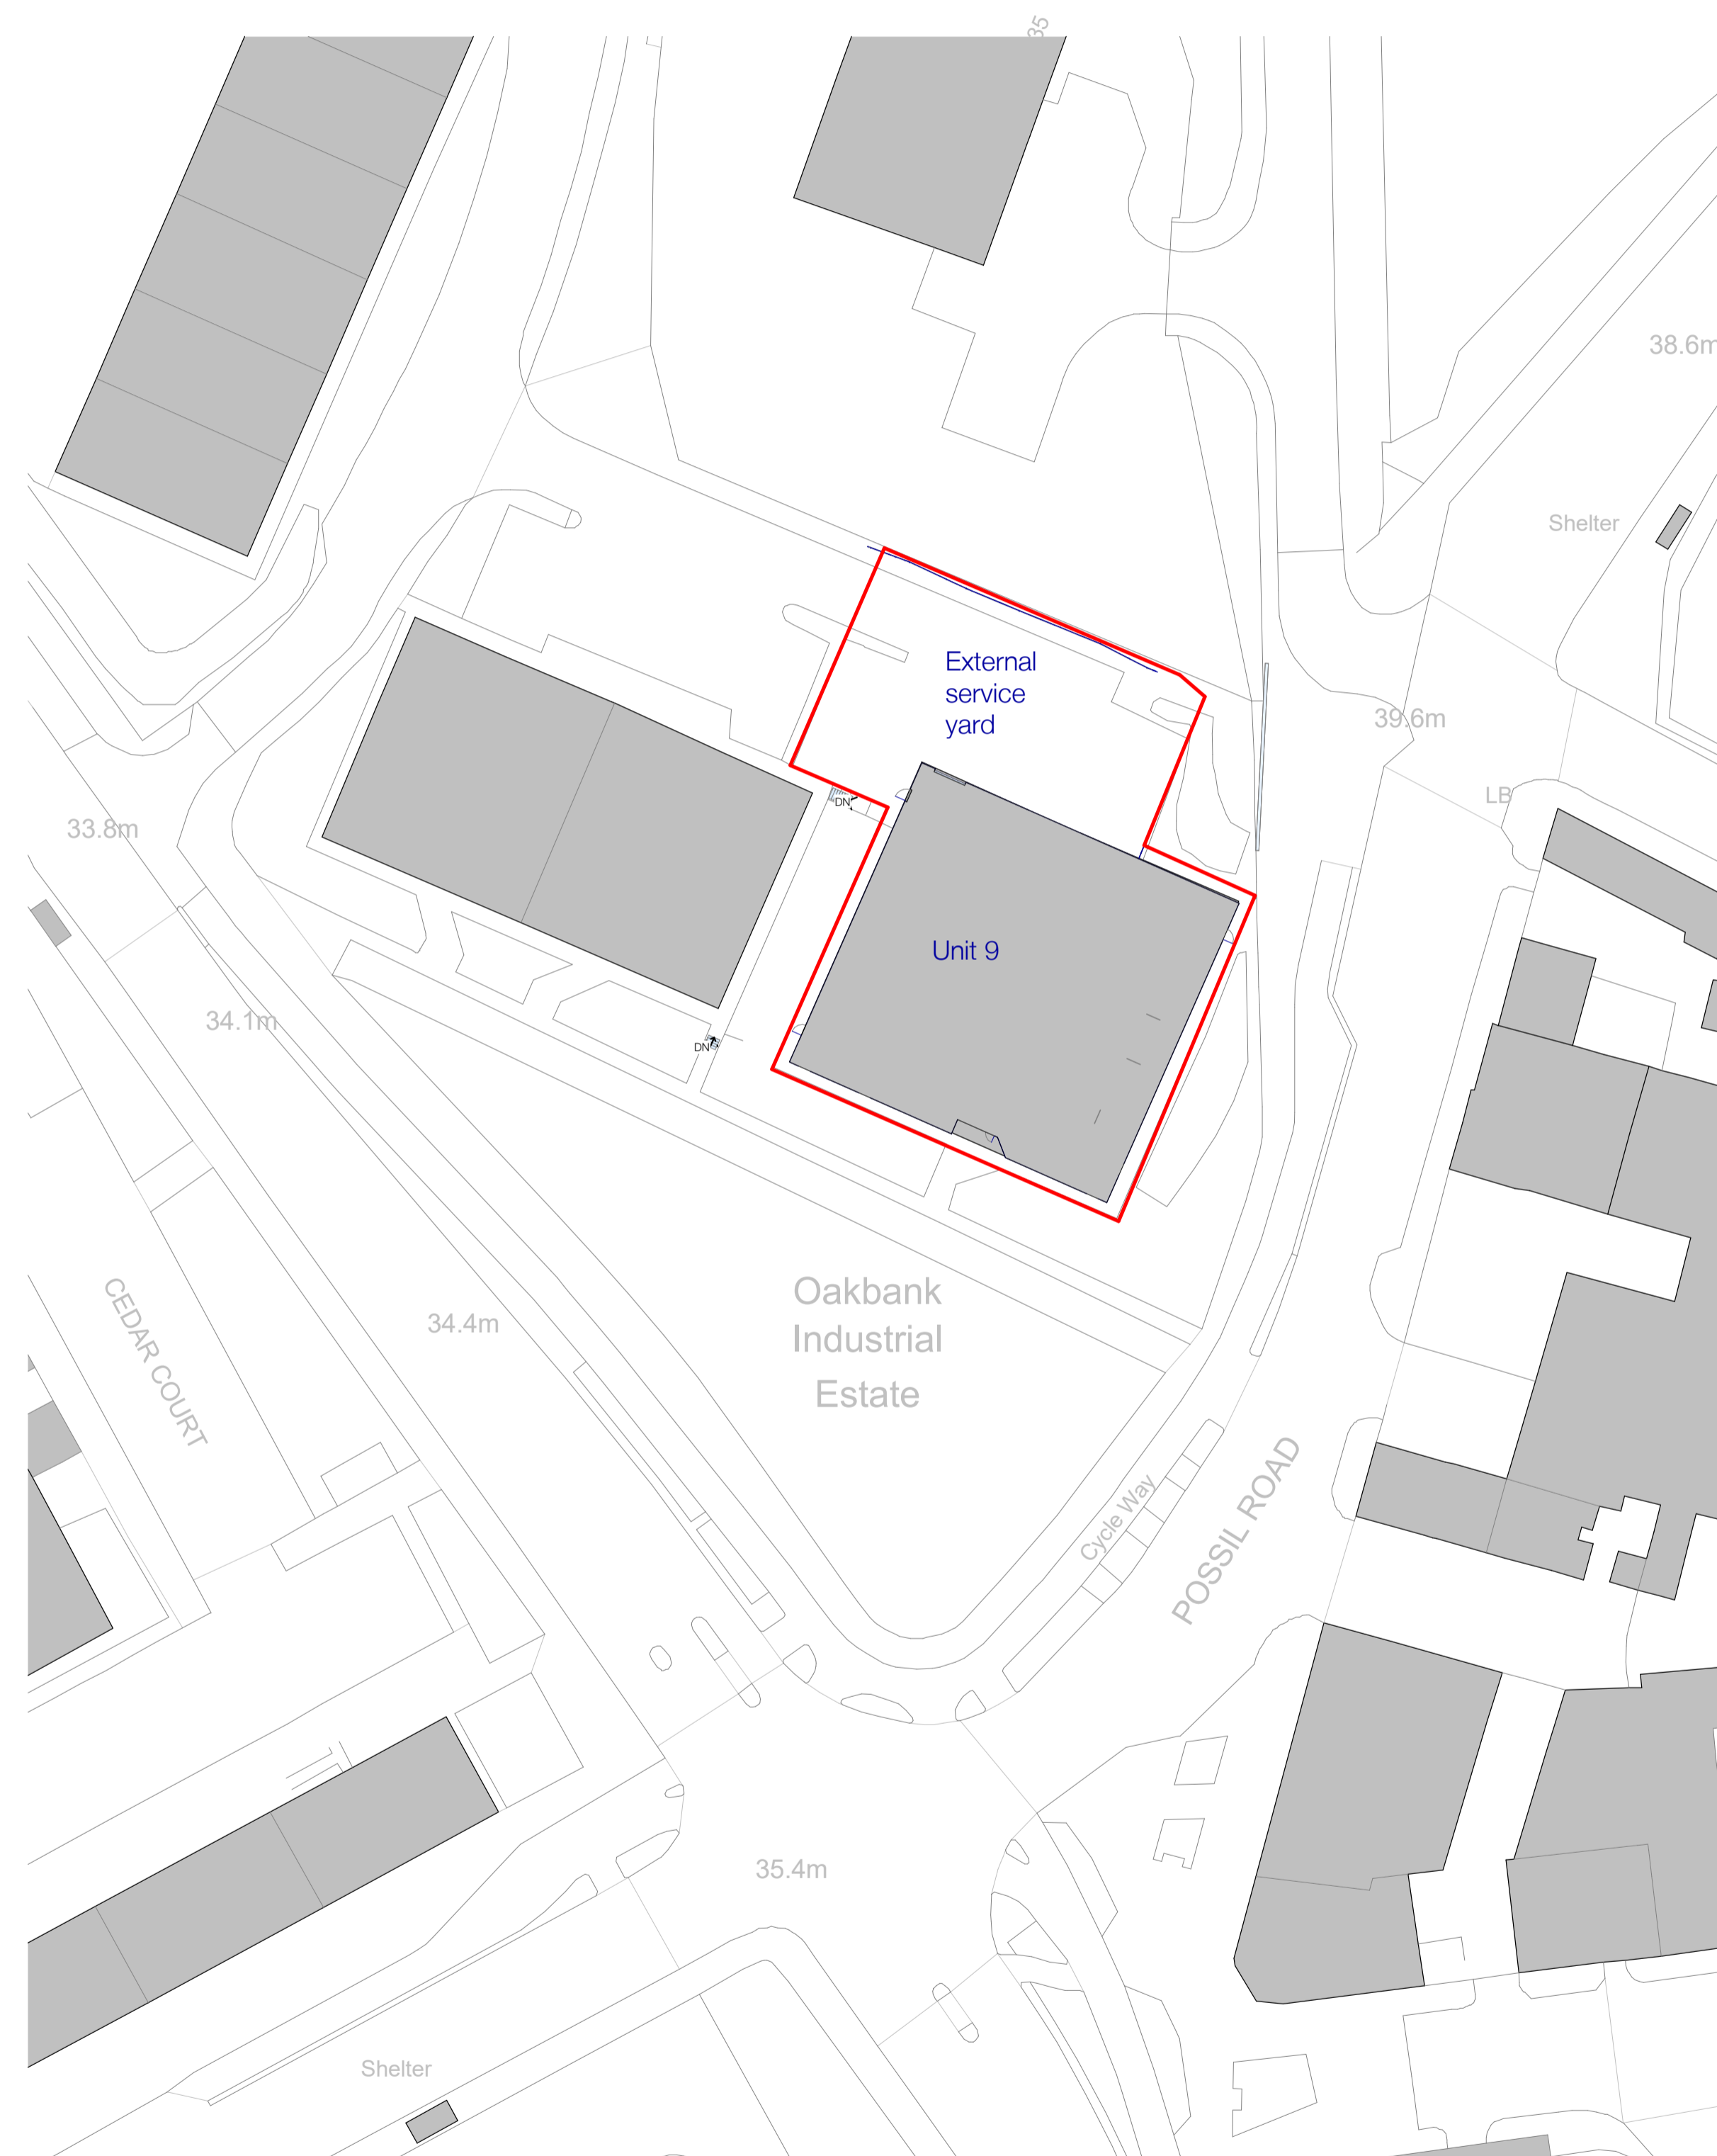 35
38.6m
Shelter
External
service
yard
39.6m
LB
DN
33.8m
Unit 9
34.1m
DN
Oakbank
Industrial
Estate
CEDAR COURT
34.4m
Cycle Way
POSSIL ROAD
35.4m
Shelter